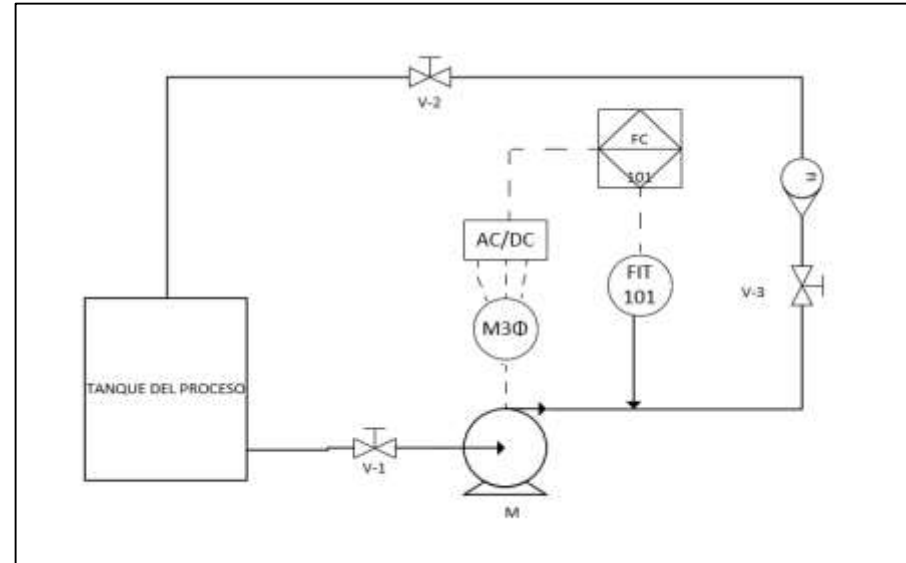 V-2
FC
101
AC/DC
FIT
101
V-3
M3Φ
TANQUE DEL PROCESO
V-1
M